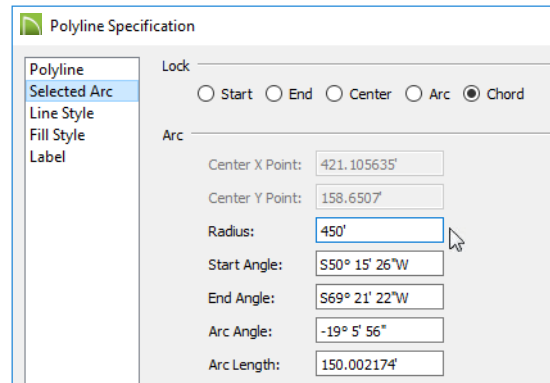 Polyline Specification
Polyline
Selected Arc
Line Style
Fill Style
Label
Lock
Start End Center Arc Chord
Arc
Center X Point: 421.105635'
Center Y Point: 158.6507'
Radius: 450'
Start Angle: S50° 15' 26"W
End Angle: S69° 21' 22"W
Arc Angle: -19° 5' 56"
Arc Length: 150.002174'